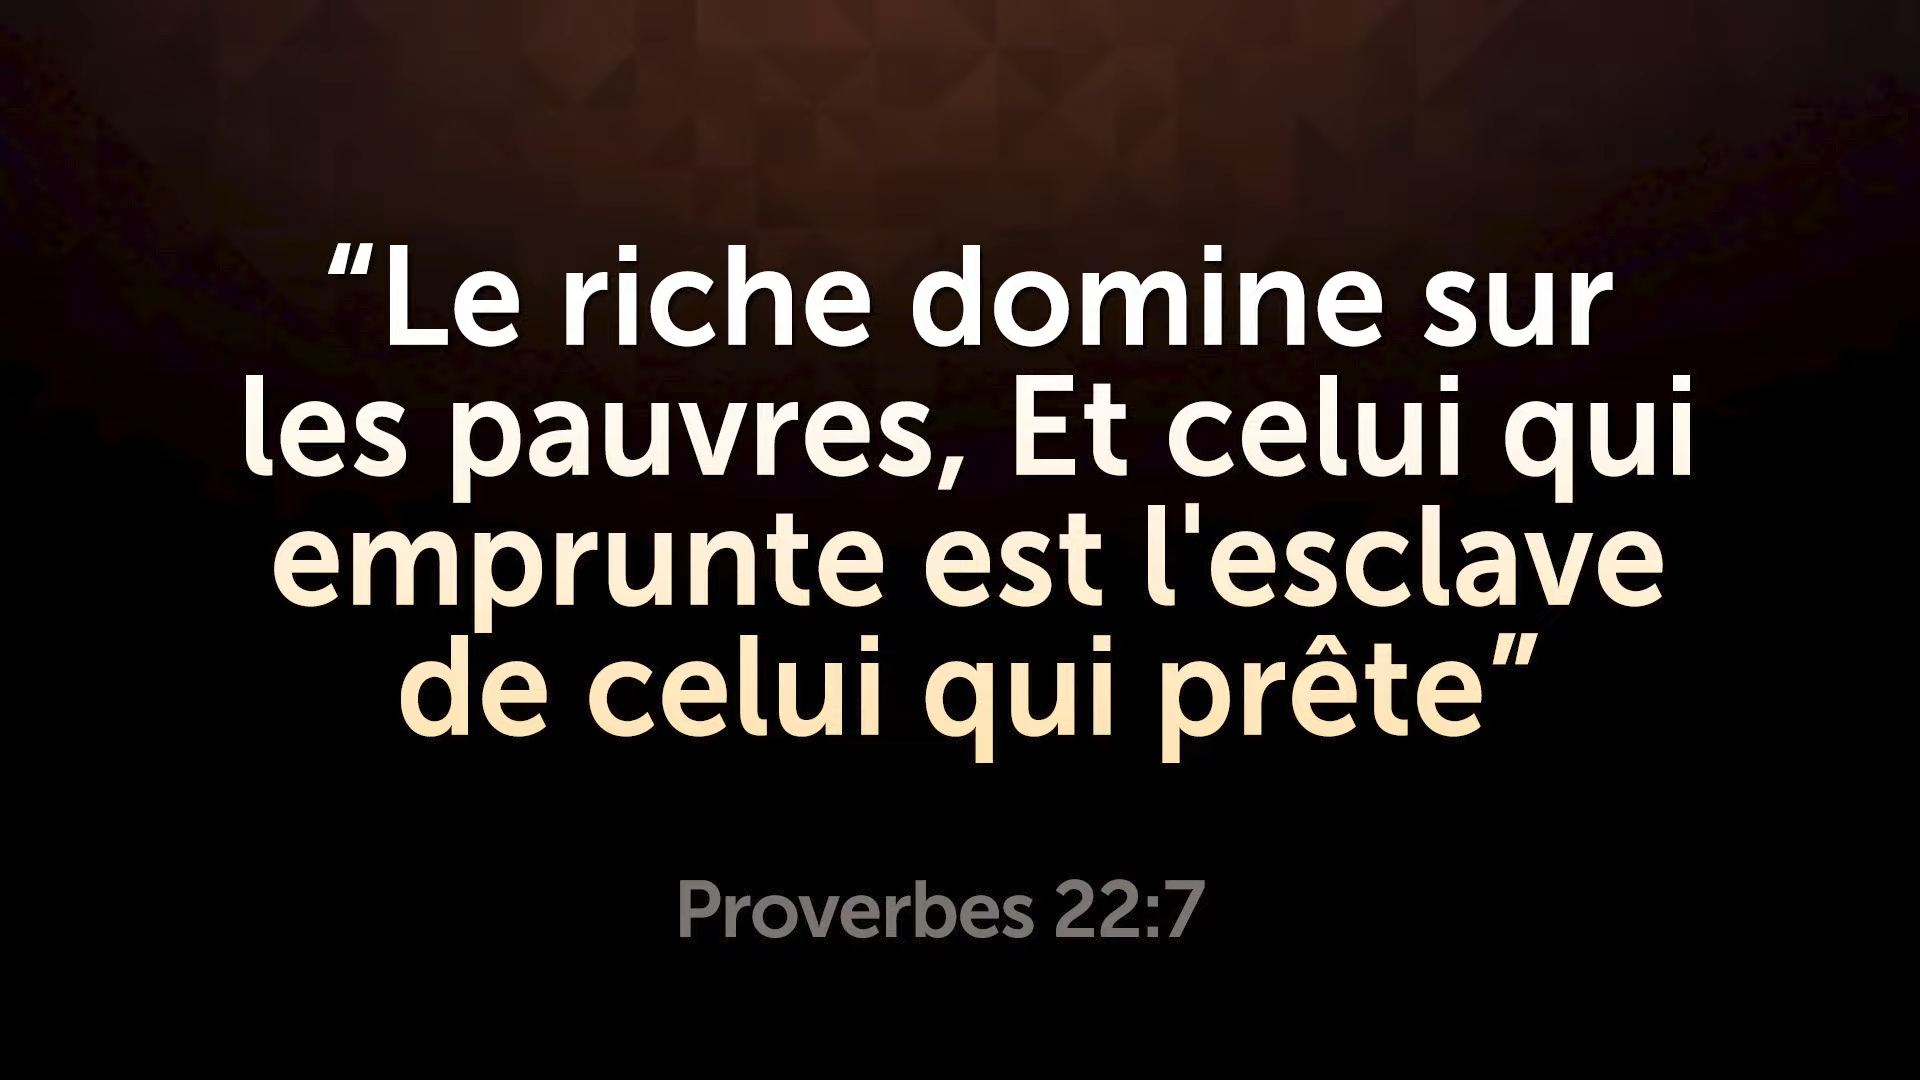 “Le riche domine sur
les pauvres, Et celui qui
emprunte est l'esclave
de celui qui prête”
Proverbes 22:7